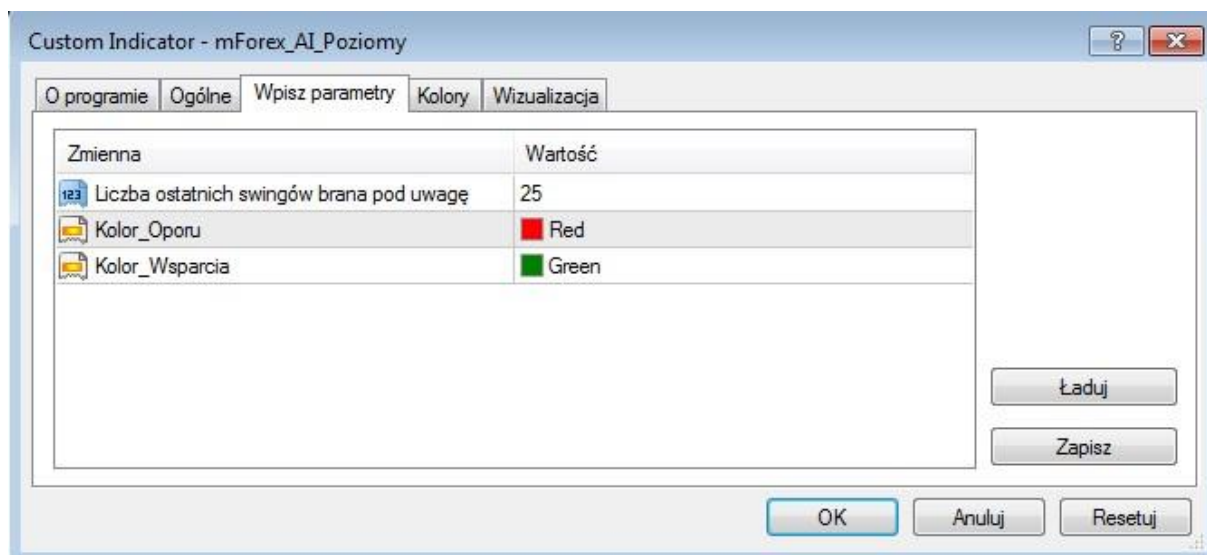 Custom Indicator - mForex_AI_Poziomy
O programie Ogólne Wpisz parametry Kolory Wizualizacja
Zmienna Wartość
123 Liczba ostatnich swingów brana pod uwagę 25
Kolor_Oporu Red
Kolor_Wsparcia Green
Ładuj
Zapisz
OK Anuluj Resetuj